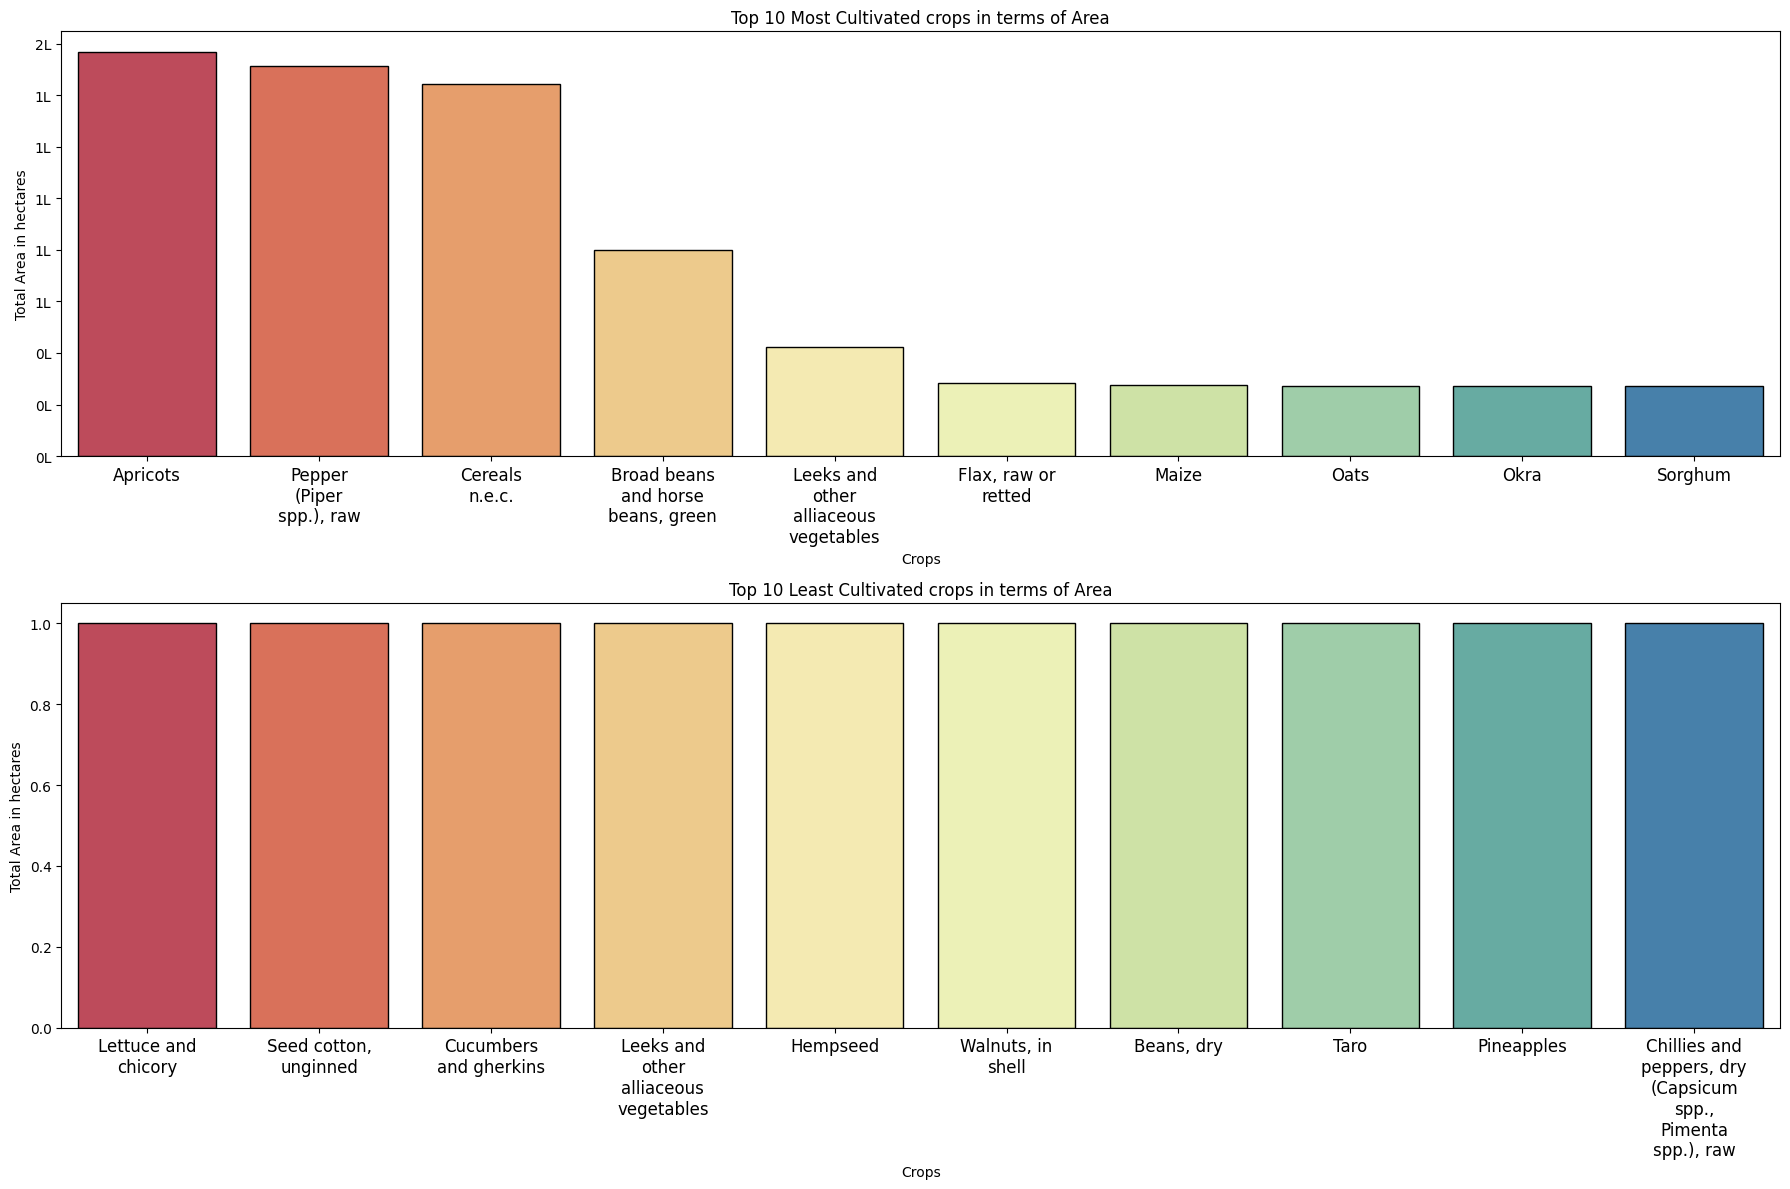 Top 10 Most Cultivated crops in terms of Area
Total Area in hectares
2L
1L
1L
1L
1L
1L
0L
0L
0L
Apricots
Pepper
(Piper
spp.), raw
Cereals
n.e.c.
Broad beans
and horse
beans, green
Leeks and
other
alliaceous
vegetables
Flax, raw or
retted
Maize
Oats
Okra
Sorghum
Crops
Top 10 Least Cultivated crops in terms of Area
Total Area in hectares
1.0
0.8
0.6
0.4
0.2
0.0
Lettuce and
chicory
Seed cotton,
unginned
Cucumbers
and gherkins
Leeks and
other
alliaceous
vegetables
Hempseed
Walnuts, in
shell
Beans, dry
Taro
Pineapples
Chillies and
peppers, dry
(Capsicum
spp.,
Pimenta
spp.), raw
Crops